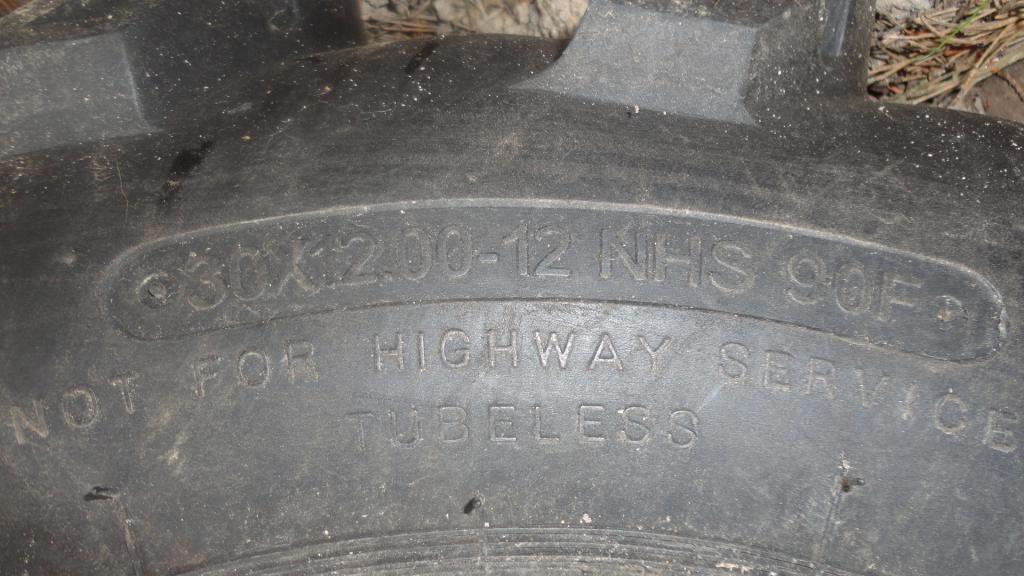 30X12.00-12 NHS 90F
NOT FOR HIGHWAY SERVICE
TUBELESS